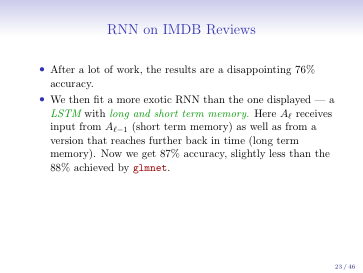 RNN on IMDB Reviews
• After a lot of work, the results are a disappointing 76%
accuracy.
• We then fit a more exotic RNN than the one displayed — a
LSTM with long and short term memory. Here Aℓ receives
input from Aℓ−1 (short term memory) as well as from a
version that reaches further back in time (long term
memory). Now we get 87% accuracy, slightly less than the
88% achieved by glmnet.
23 / 46